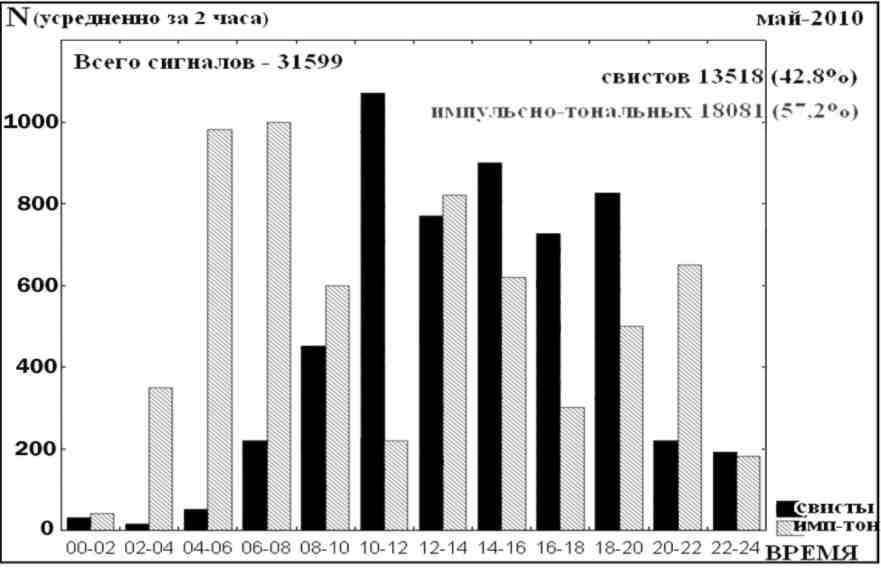 N (усредненно за 2 часа)
май-2010
Всего сигналов - 31599
свистов 13518 (42.8%)
импульсно-тональных 18081 (57.2%)
1000
800
600
400
200
0
00-02 02-04 04-06 06-08 08-10 10-12 12-14 14-16 16-18 18-20 20-22 22-24
ВРЕМЯ
свисты
имп-тон